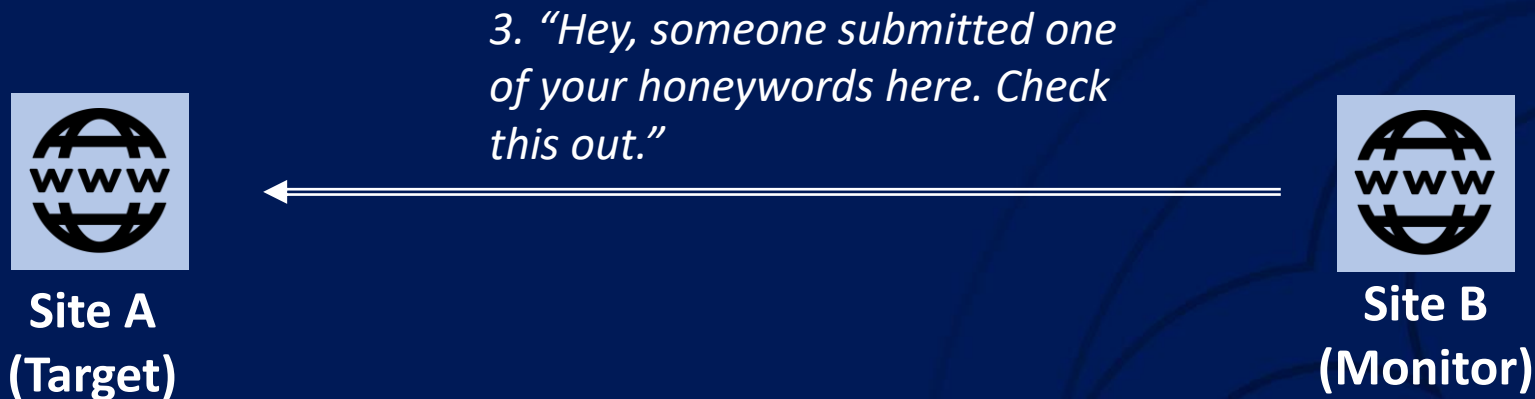 3. “Hey, someone submitted one
of your honeywords here. Check
this out.”
WWW
WWW
Site A
(Target)
Site B
(Monitor)